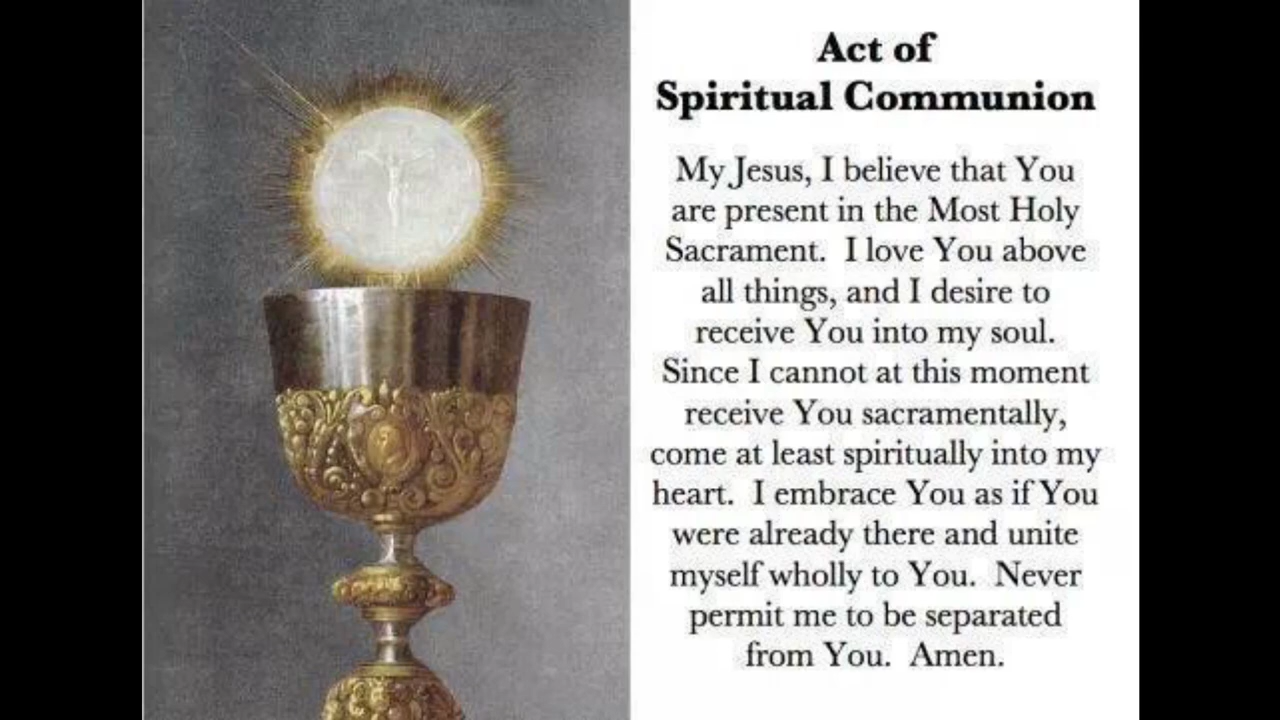 Act of
Spiritual Communion
My Jesus, I believe that You
are present in the Most Holy
Sacrament. I love You above
all things, and I desire to
receive You into my soul.
Since I cannot at this moment
receive You sacramentally,
come at least spiritually into my
heart. I embrace You as if You
were already there and unite
myself wholly to You. Never
permit me to be separated
from You. Amen.